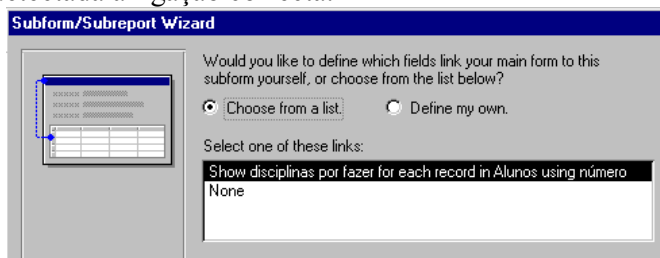 Subform/Subreport Wizard
Would you like to define which fields link your main form to this
subform yourself, or choose from the list below?
Choose from a list.
Define my own.
Select one of these links:
Show disciplinas por fazer for each record in Alunos using número
None